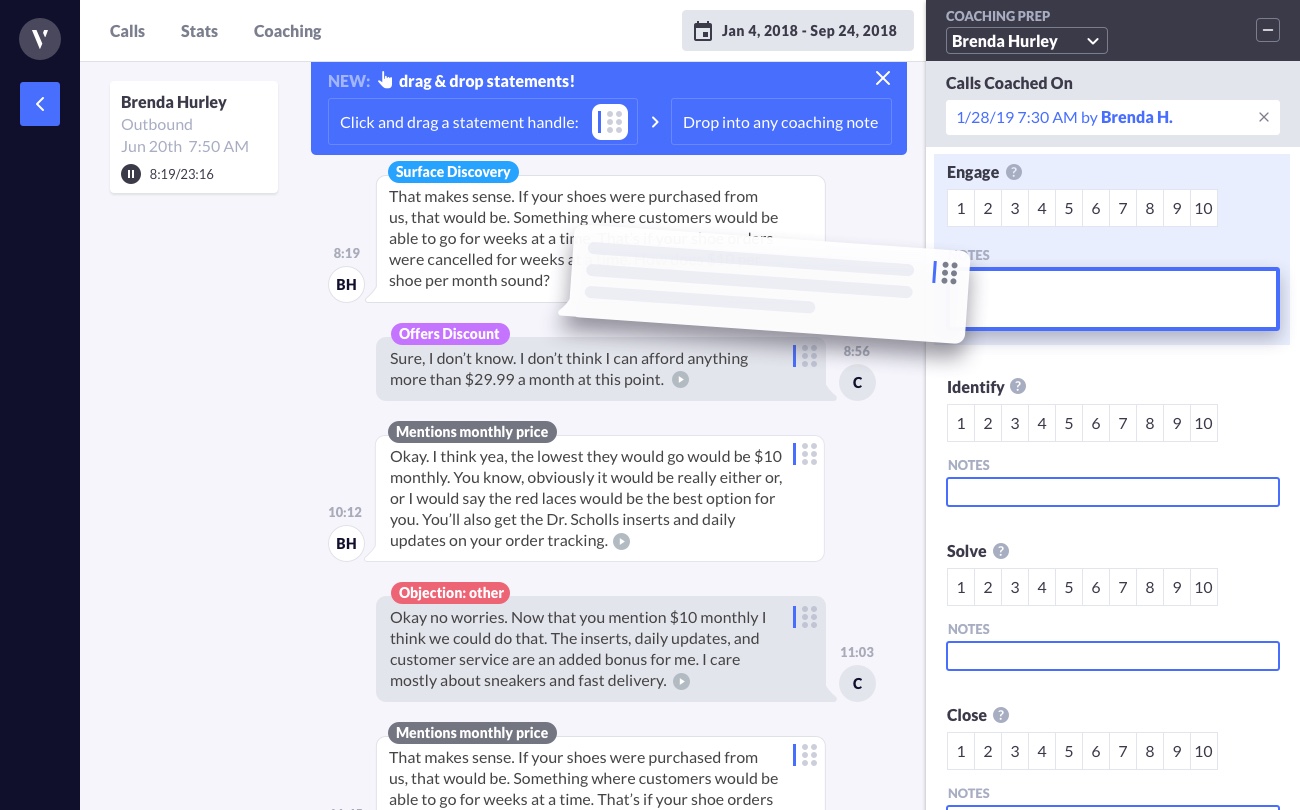 V
Calls
Stats
Coaching
Jan 4, 2018 - Sep 24, 2018
COACHING PREP
Brenda Hurley
Calls Coached On
1/28/19 7:30 AM by Brenda H.
Brenda Hurley
Outbound
Jun 20th 7:50 AM
8:19/23:16
NEW: drag & drop statements!
Click and drag a statement handle:
Drop into any coaching note
Surface Discovery
That makes sense. If your shoes were purchased from
us, that would be. Something where customers would be
able to go for weeks at a time. That's if your shoe orders
were cancelled for weeks a
shoe per month sound?
8:19
BH
Offers Discount
Sure, I don’t know. I don’t think I can afford anything
more than $29.99 a month at this point.
8:56
C
Mentions monthly price
Okay. I think yea, the lowest they would go would be $10
monthly. You know, obviously it would be really either or,
or I would say the red laces would be the best option for
you. You’ll also get the Dr. Scholls inserts and daily
updates on your order tracking.
10:12
BH
Objection: other
Okay no worries. Now that you mention $10 monthly I
think we could do that. The inserts, daily updates, and
customer service are an added bonus for me. I care
mostly about sneakers and fast delivery.
11:03
C
Mentions monthly price
That makes sense. If your shoes were purchased from
us, that would be. Something where customers would be
able to go for weeks at a time. That’s if your shoe orders
Engage ?
1 2 3 4 5 6 7 8 9 10
OTES
Identify ?
1 2 3 4 5 6 7 8 9 10
NOTES
Solve ?
1 2 3 4 5 6 7 8 9 10
NOTES
Close ?
1 2 3 4 5 6 7 8 9 10
NOTES